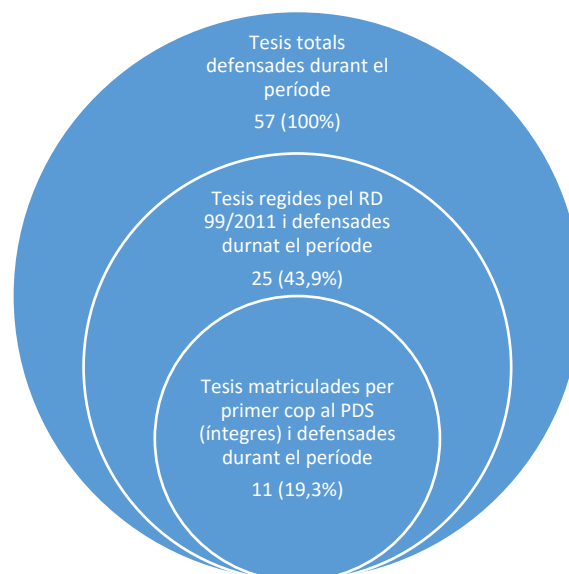 Tesis totals
defensades durant el
període
57 (100%)
Tesis regides pel RD
99/2011 i defensades
durnat el període
25 (43,9%)
Tesis matriculades per
primer cop al PDS
(íntegres) i defensades
durant el període
11 (19,3%)